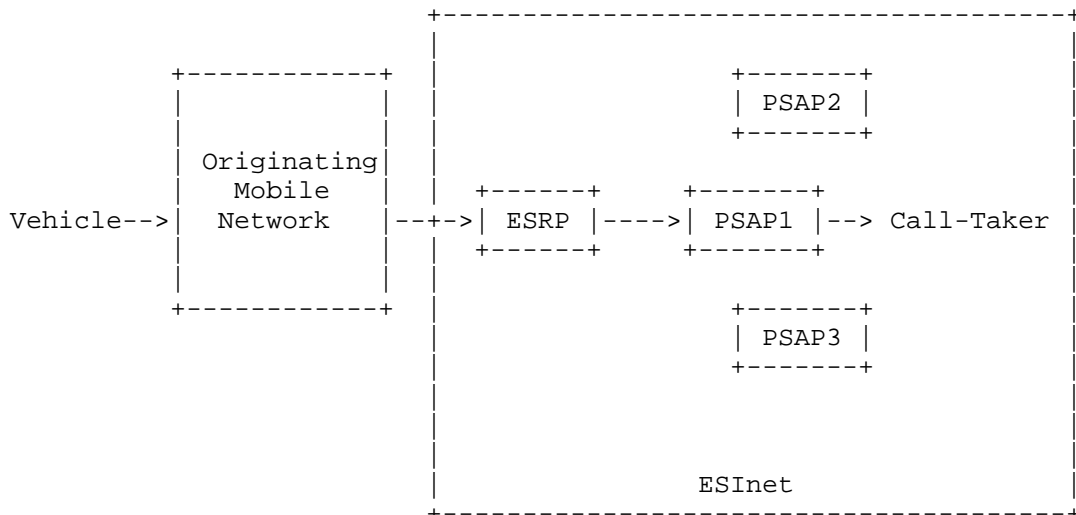 PSAP2
Originating
Mobile
Vehicle--> Network --+-> ESRP ----> PSAP1 --> Call-Taker
PSAP3
ESInet